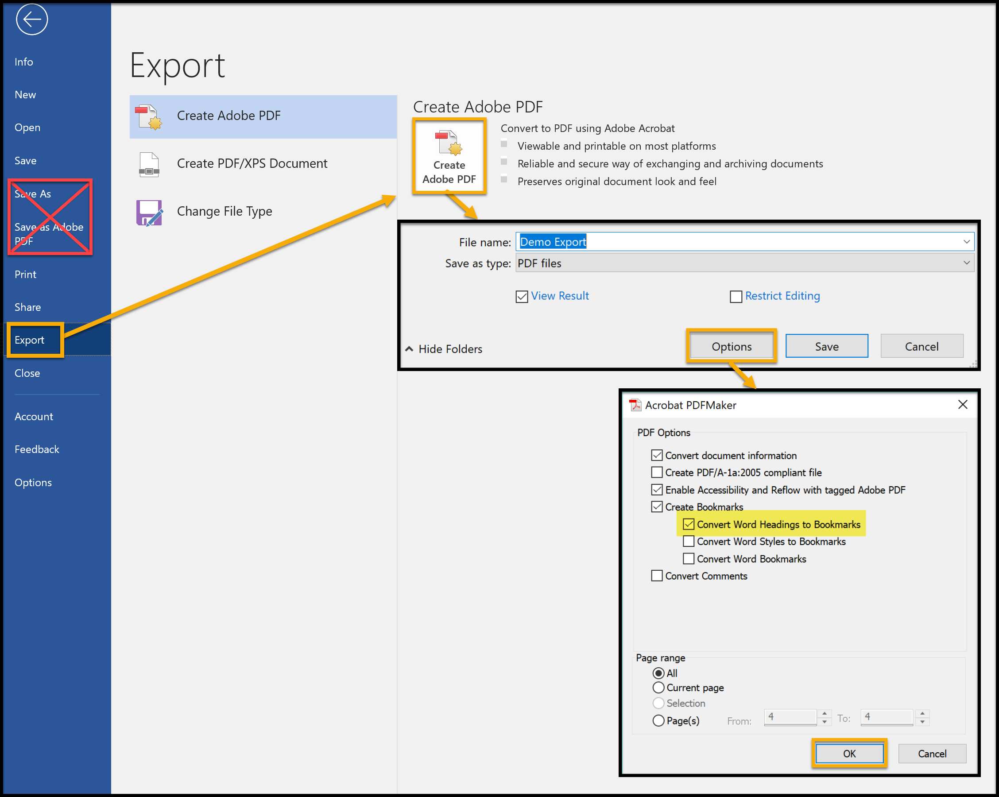 Info
New
Open
Save
Save As
Save as Adobe
PDF
Print
Share
Export
Close
Account
Feedback
Options
Export
Create Adobe PDF
Create PDF/XPS Document
Change File Type
Create Adobe PDF
Create
Adobe PDF
Convert to PDF using Adobe Acrobat
Viewable and printable on most platforms
Reliable and secure way of exchanging and archiving documents
Preserves original document look and feel
File name: Demo Export
Save as type: PDF files
View Result Restrict Editing
Hide Folders Options Save Cancel
Acrobat PDFMaker
PDF Options
Convert document information
Create PDF/A-1a:2005 compliant file
Enable Accessibility and Reflow with tagged Adobe PDF
Create Bookmarks
Convert Word Headings to Bookmarks
Convert Word Styles to Bookmarks
Convert Word Bookmarks
Convert Comments
Page range
All
Current page
Selection
Page(s) From: 4 To: 4
OK Cancel